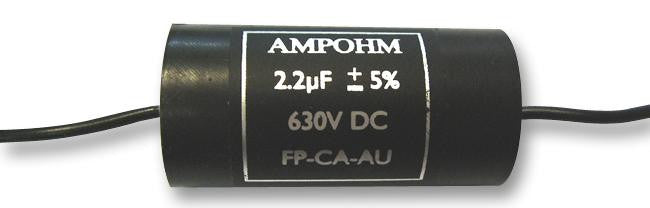 AMPOHM
2.2µF ± 5%
630V DC
FP-CA-AU